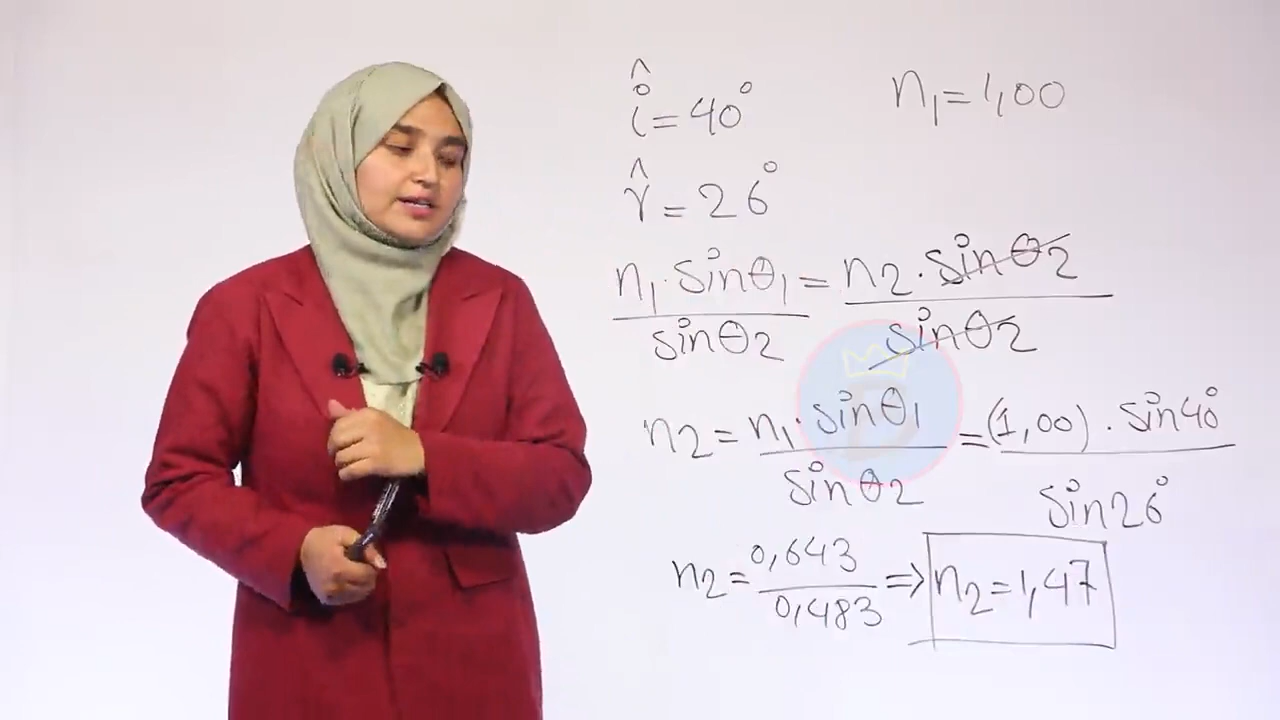 î = 40° n₁ = 1,00
r̂ = 26°
n₁ · sinθ₁ / sinθ2 = n2 · sinθ2 / sinθ2
n2 = n₁ · sinθ₁ / sinθ2 = (1,00) · sin40° / sin26°
n2 = 0,643 / 0,483 ⇒ n₂ = 1,47